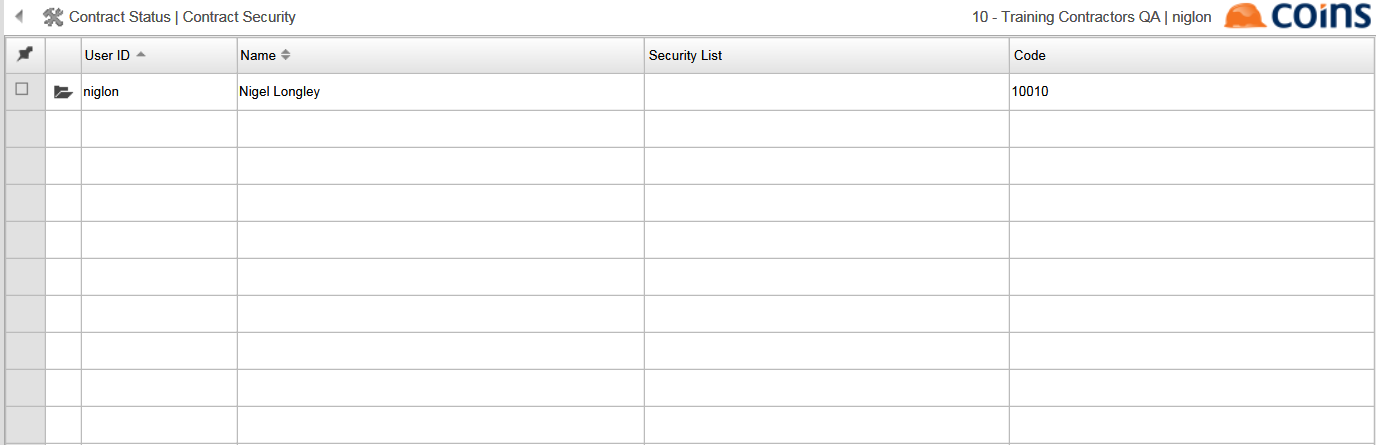 Contract Status | Contract Security
10 - Training Contractors QA | niglon
coins
User ID Name Security List Code
niglon Nigel Longley 10010